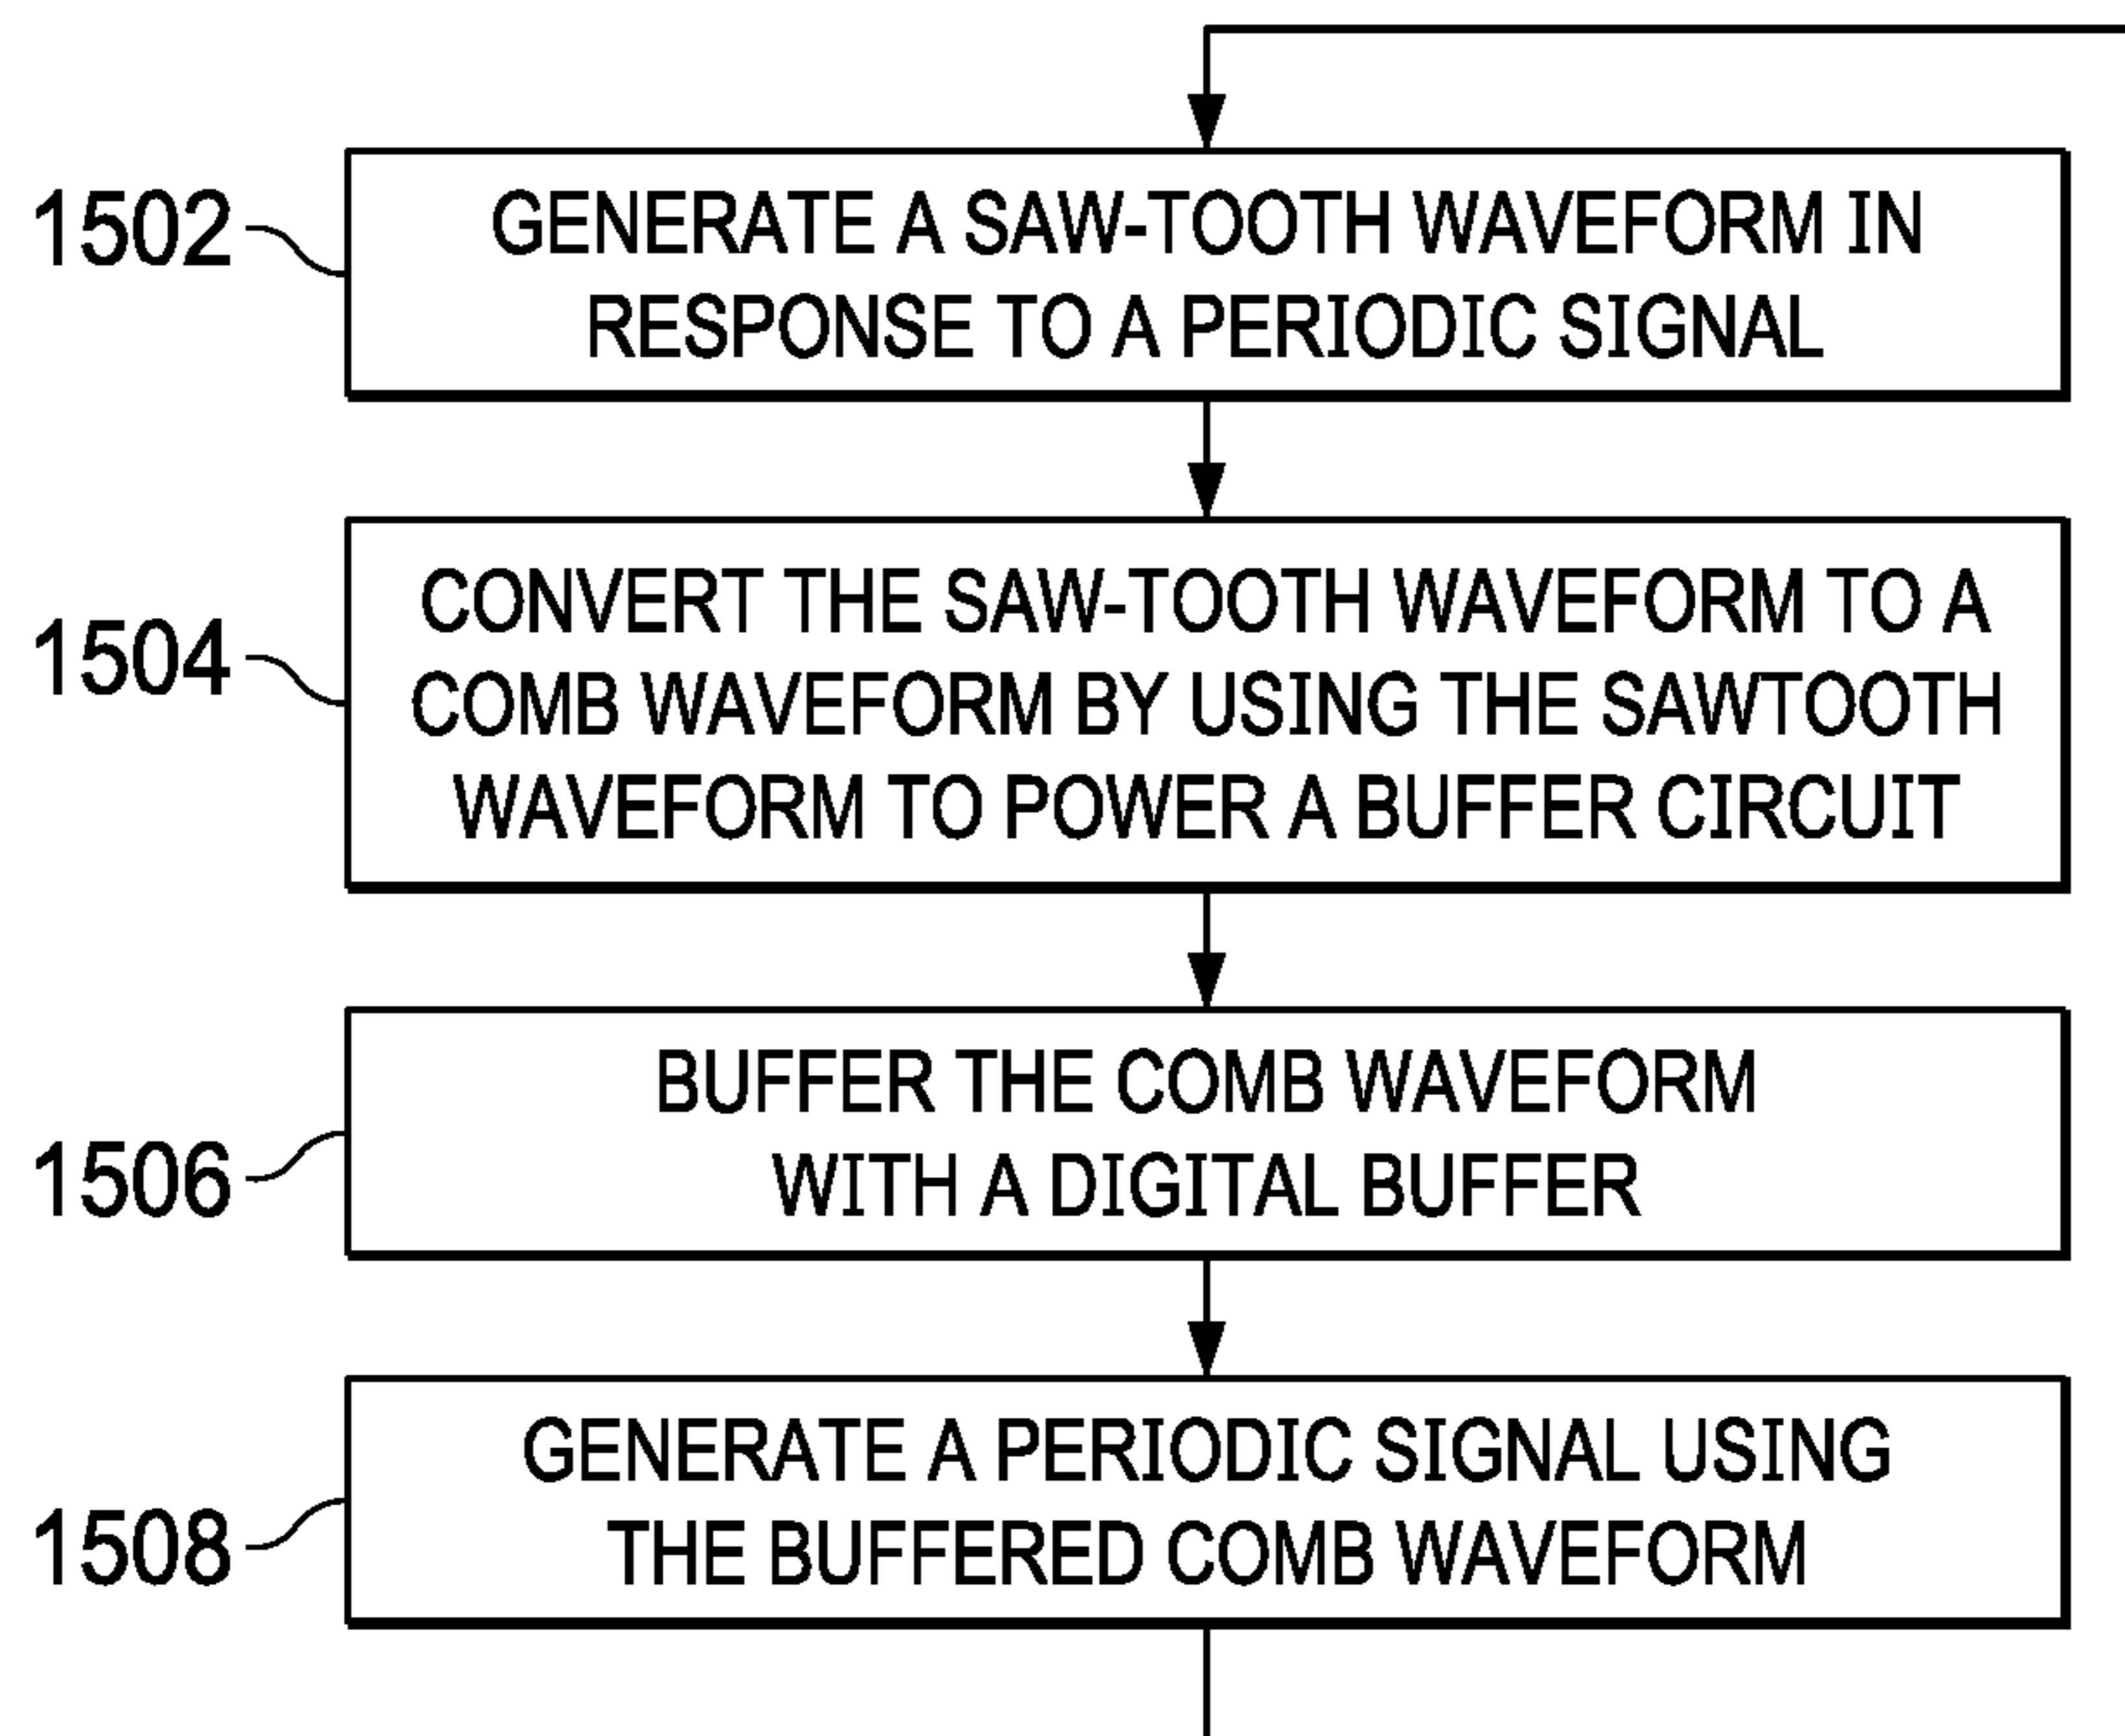 1502
GENERATE A SAW-TOOTH WAVEFORM IN
RESPONSE TO A PERIODIC SIGNAL
1504
CONVERT THE SAW-TOOTH WAVEFORM TO A
COMB WAVEFORM BY USING THE SAWTOOTH
WAVEFORM TO POWER A BUFFER CIRCUIT
1506
BUFFER THE COMB WAVEFORM
WITH A DIGITAL BUFFER
1508
GENERATE A PERIODIC SIGNAL USING
THE BUFFERED COMB WAVEFORM